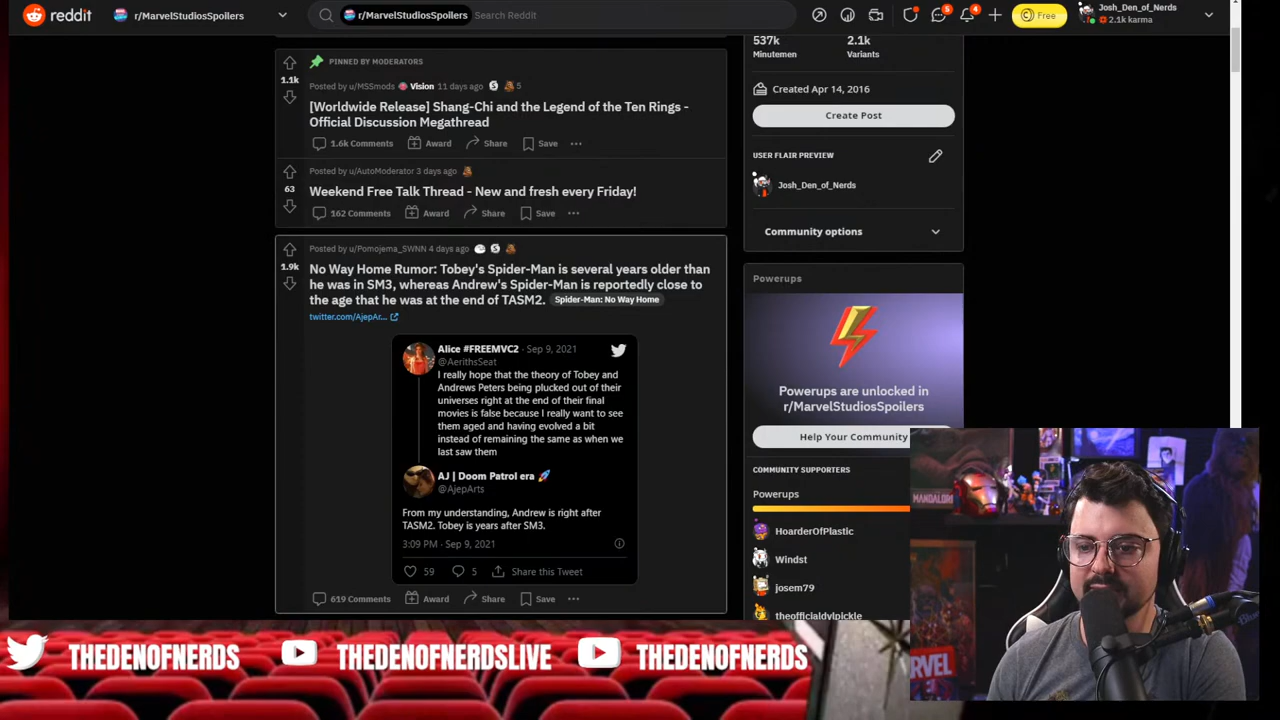 reddit
r/MarvelStudiosSpoilers
r/MarvelStudiosSpoilers
Search Reddit
5
4
Free
Josh_Den_of_Nerds
2.1k karma
PINNED BY MODERATORS
1.1k
Posted by u/MSSmods Vision 11 days ago 5
[Worldwide Release] Shang-Chi and the Legend of the Ten Rings -
Official Discussion Megathread
1.6k Comments Award Share Save
Posted by u/AutoModerator 3 days ago
63
Weekend Free Talk Thread - New and fresh every Friday!
162 Comments Award Share Save
Posted by u/Pomojema_SWNN 4 days ago
1.9k
No Way Home Rumor: Tobey's Spider-Man is several years older than
he was in SM3, whereas Andrew's Spider-Man is reportedly close to
the age that he was at the end of TASM2. Spider-Man: No Way Home
twitter.com/AjepAr...
Alice #FREEMVC2 · Sep 9, 2021
@AerithsSeat
I really hope that the theory of Tobey and
Andrews Peters being plucked out of their
universes right at the end of their final
movies is false because I really want to see
them aged and having evolved a bit
instead of remaining the same as when we
last saw them
AJ | Doom Patrol era 🚀
@AjepArts
From my understanding, Andrew is right after
TASM2. Tobey is years after SM3.
3:09 PM · Sep 9, 2021
59 5 Share this Tweet
619 Comments Award Share Save
537k 2.1k
Minutemen Variants
Created Apr 14, 2016
Create Post
USER FLAIR PREVIEW
Josh_Den_of_Nerds
Community options
Powerups
Powerups are unlocked in
r/MarvelStudiosSpoilers
Help Your Community
COMMUNITY SUPPORTERS
Powerups
HoarderOfPlastic
Windst
josem79
theofficialdylpickle
MANDALORI
MARVEL
THEDENOFNERDS
THEDENOFNERDSLIVE
THEDENOFNERDS